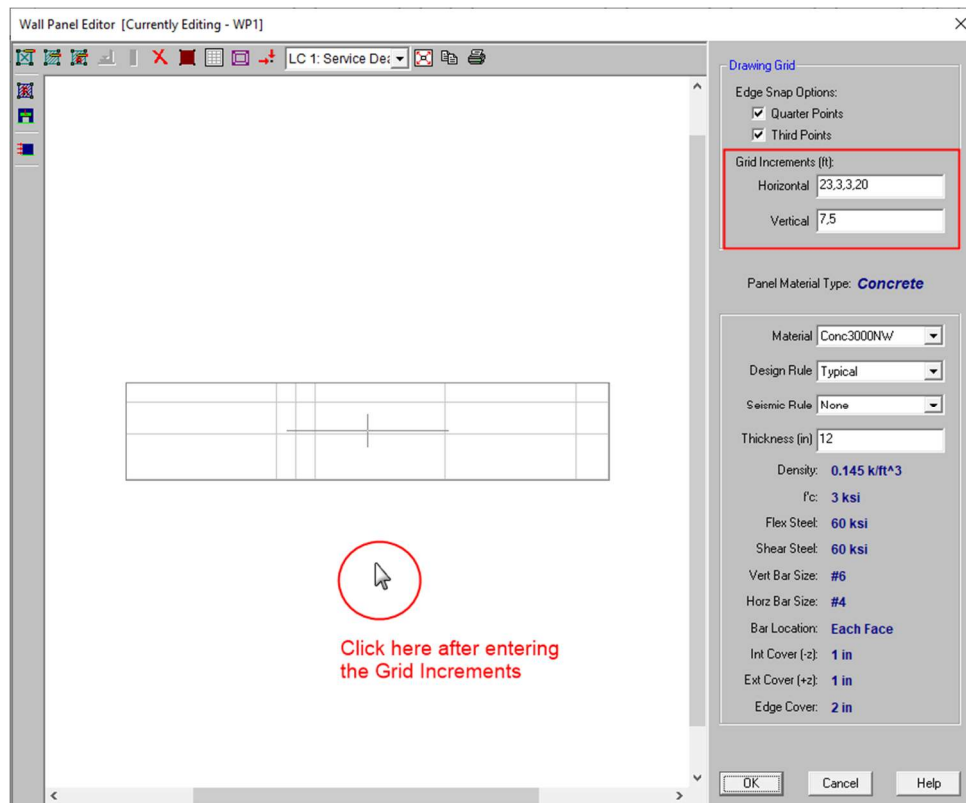 Wall Panel Editor [Currently Editing - WP1]
LC 1: Service Dea
Drawing Grid
Edge Snap Options:
Quarter Points
Third Points
Grid Increments (ft):
Horizontal 23,3,3,20
Vertical 7,5
Panel Material Type: Concrete
Material Conc3000NW
Design Rule Typical
Seismic Rule None
Thickness (in) 12
Density: 0.145 k/ft^3
f'c: 3 ksi
Flex Steel: 60 ksi
Shear Steel: 60 ksi
Vert Bar Size: #6
Horz Bar Size: #4
Bar Location: Each Face
Int Cover (-z): 1 in
Ext Cover (+z): 1 in
Edge Cover: 2 in
Click here after entering
the Grid Increments
OK Cancel Help